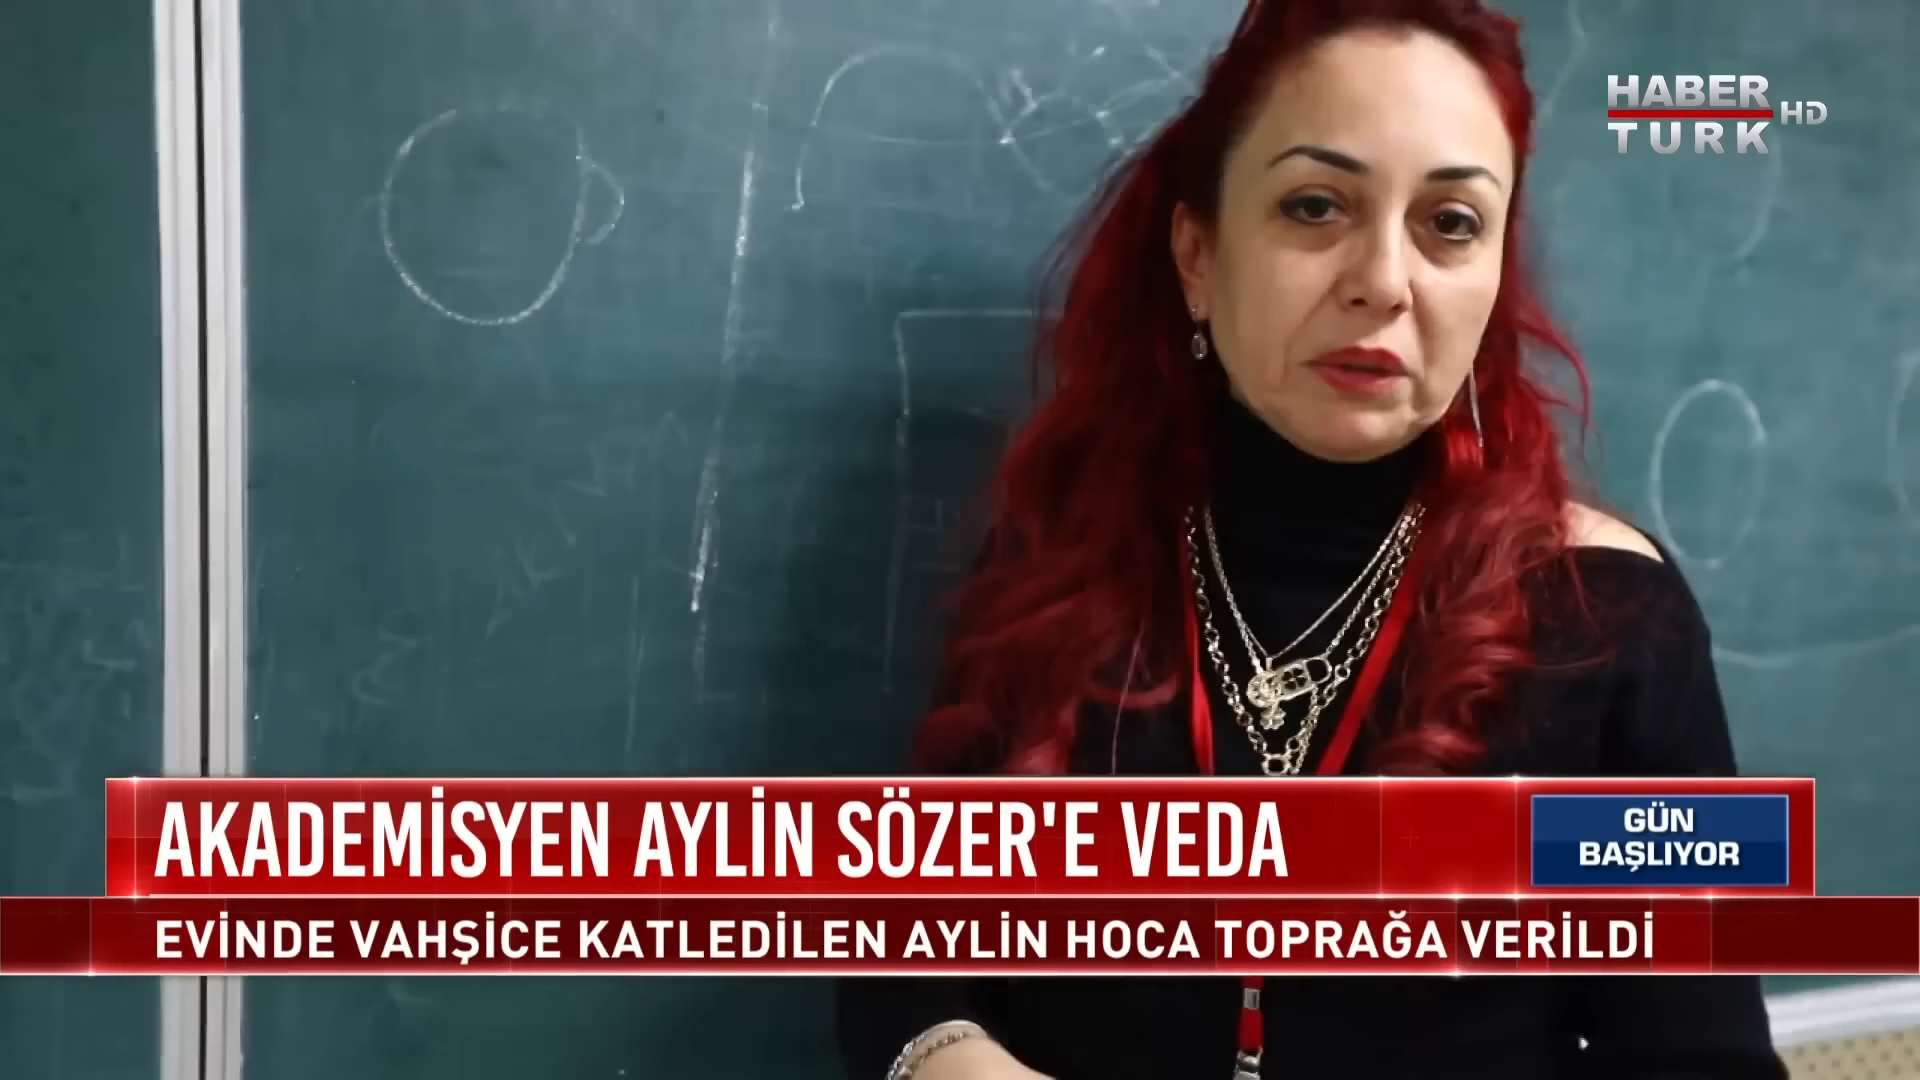 HABER
TURK HD
AKADEMİSYEN AYLİN SÖZER'E VEDA
GÜN
BAŞLIYOR
EVİNDE VAHŞİCE KATLEDİLEN AYLİN HOCA TOPRAĞA VERİLDİ